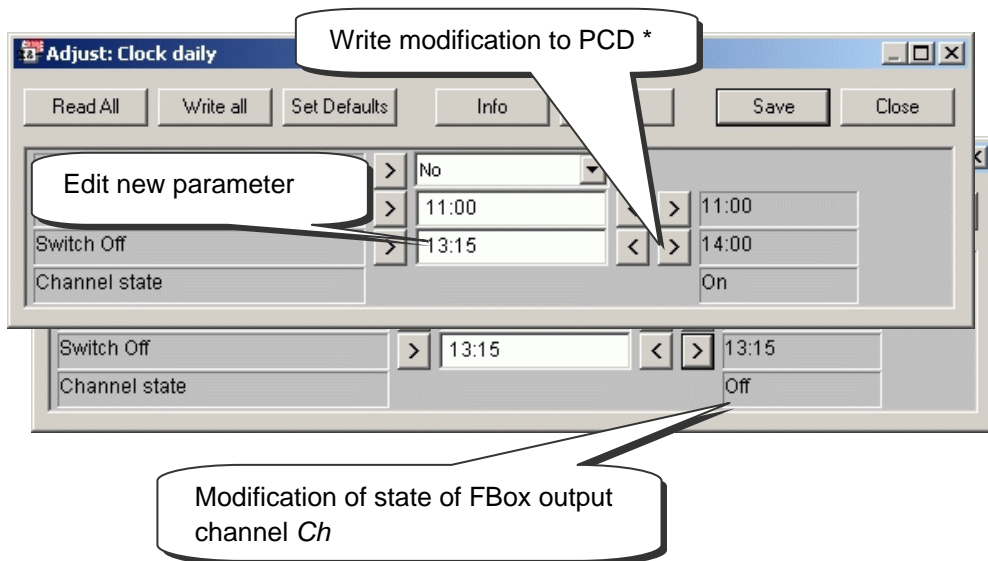 Write modification to PCD *
Adjust: Clock daily
Read All Write all Set Defaults Info Save Close
Edit new parameter
> No
> 11:00 < > 11:00
Switch Off > 13:15 < > 14:00
Channel state On
Switch Off > 13:15 < > 13:15
Channel state Off
Modification of state of FBox output
channel Ch